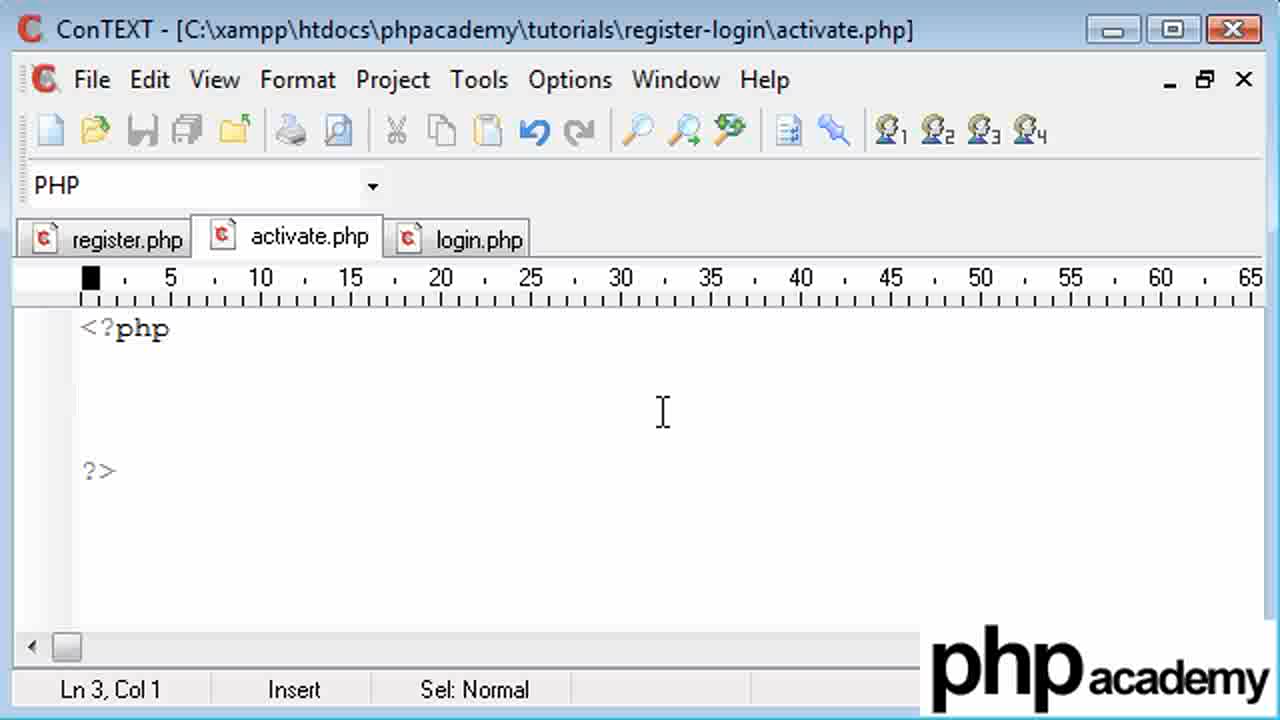 ConTEXT - [C:\xampp\htdocs\phpacademy\tutorials\register-login\activate.php]
File Edit View Format Project Tools Options Window Help
1 2 3 4
PHP
register.php activate.php login.php
5 10 15 20 25 30 35 40 45 50 55 60 65
<?php
?>
Ln 3, Col 1 Insert Sel: Normal
php academy